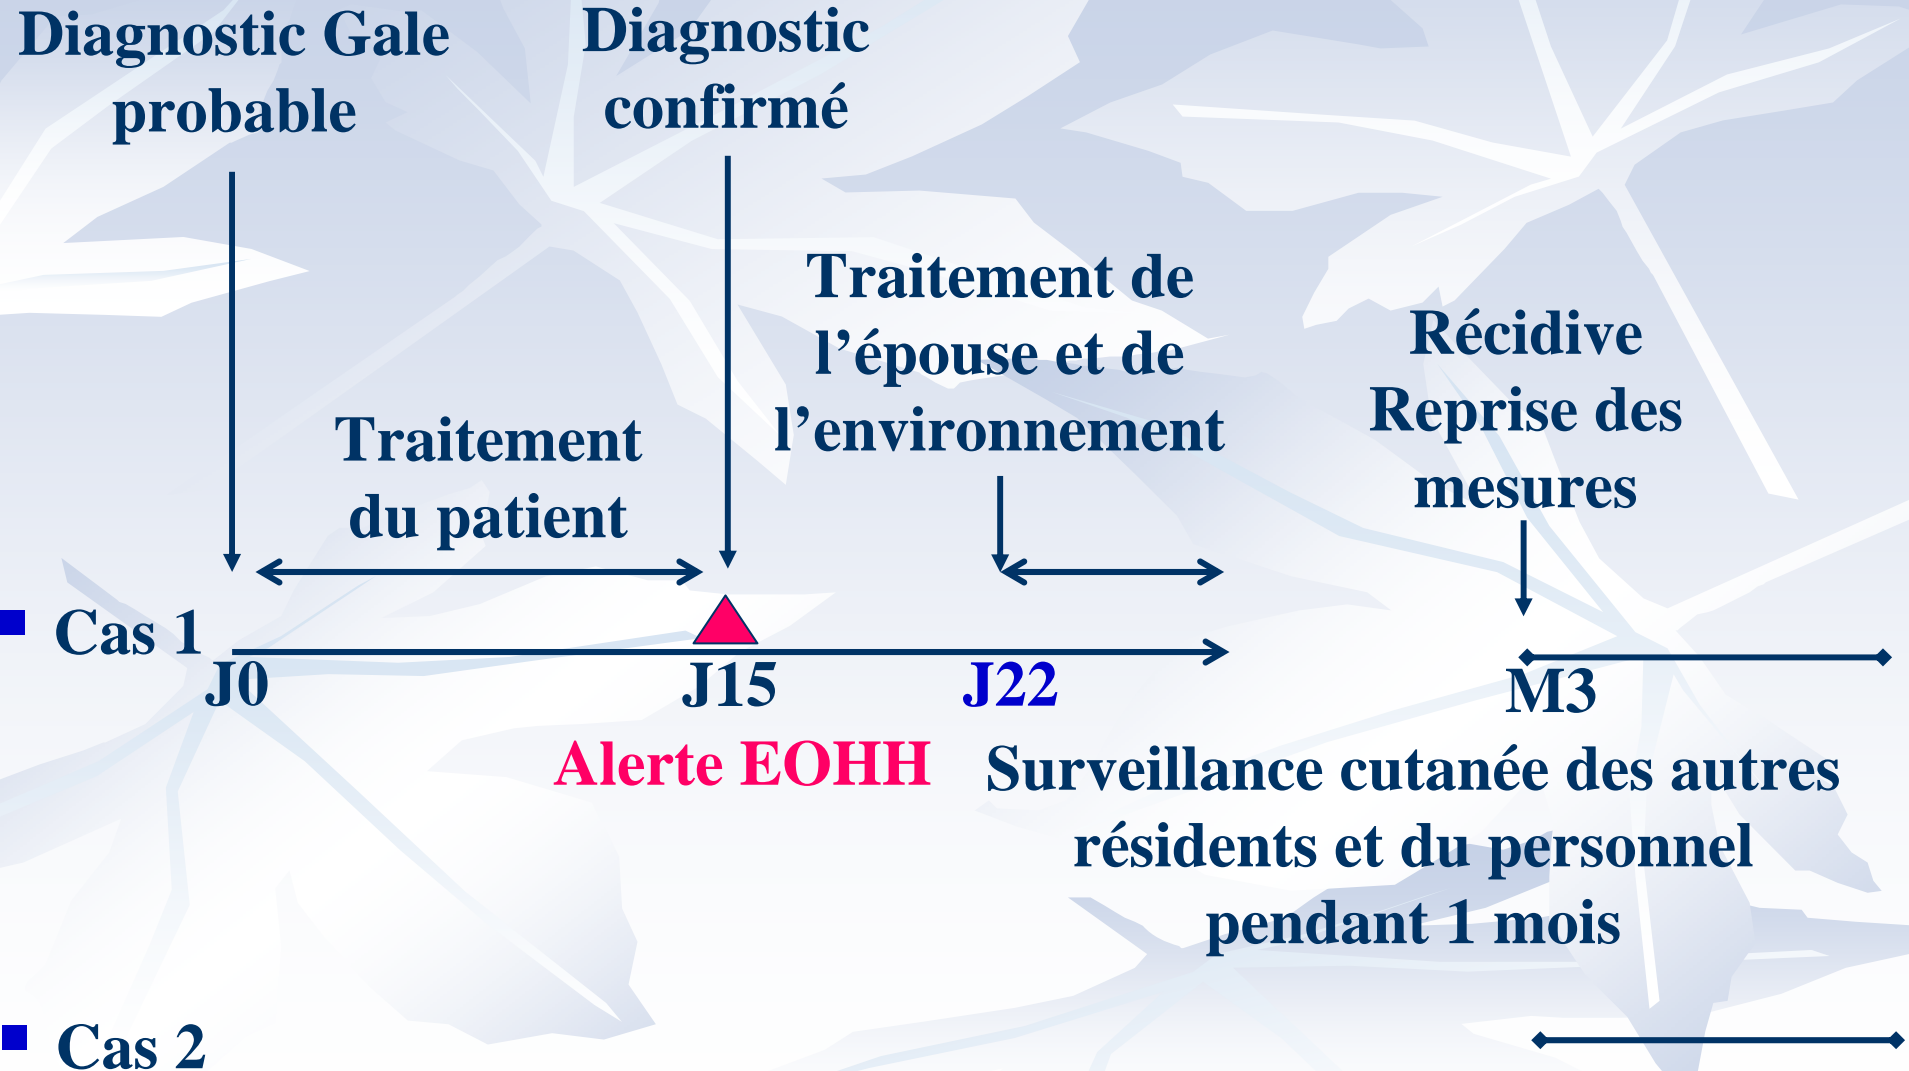 Diagnostic Gale
probable
Diagnostic
confirmé
Traitement
du patient
Traitement de
l’épouse et de
l’environnement
Récidive
Reprise des
mesures
Cas 1
J0
J15
J22
M3
Alerte EOHH
Surveillance cutanée des autres
résidents et du personnel
pendant 1 mois
Cas 2